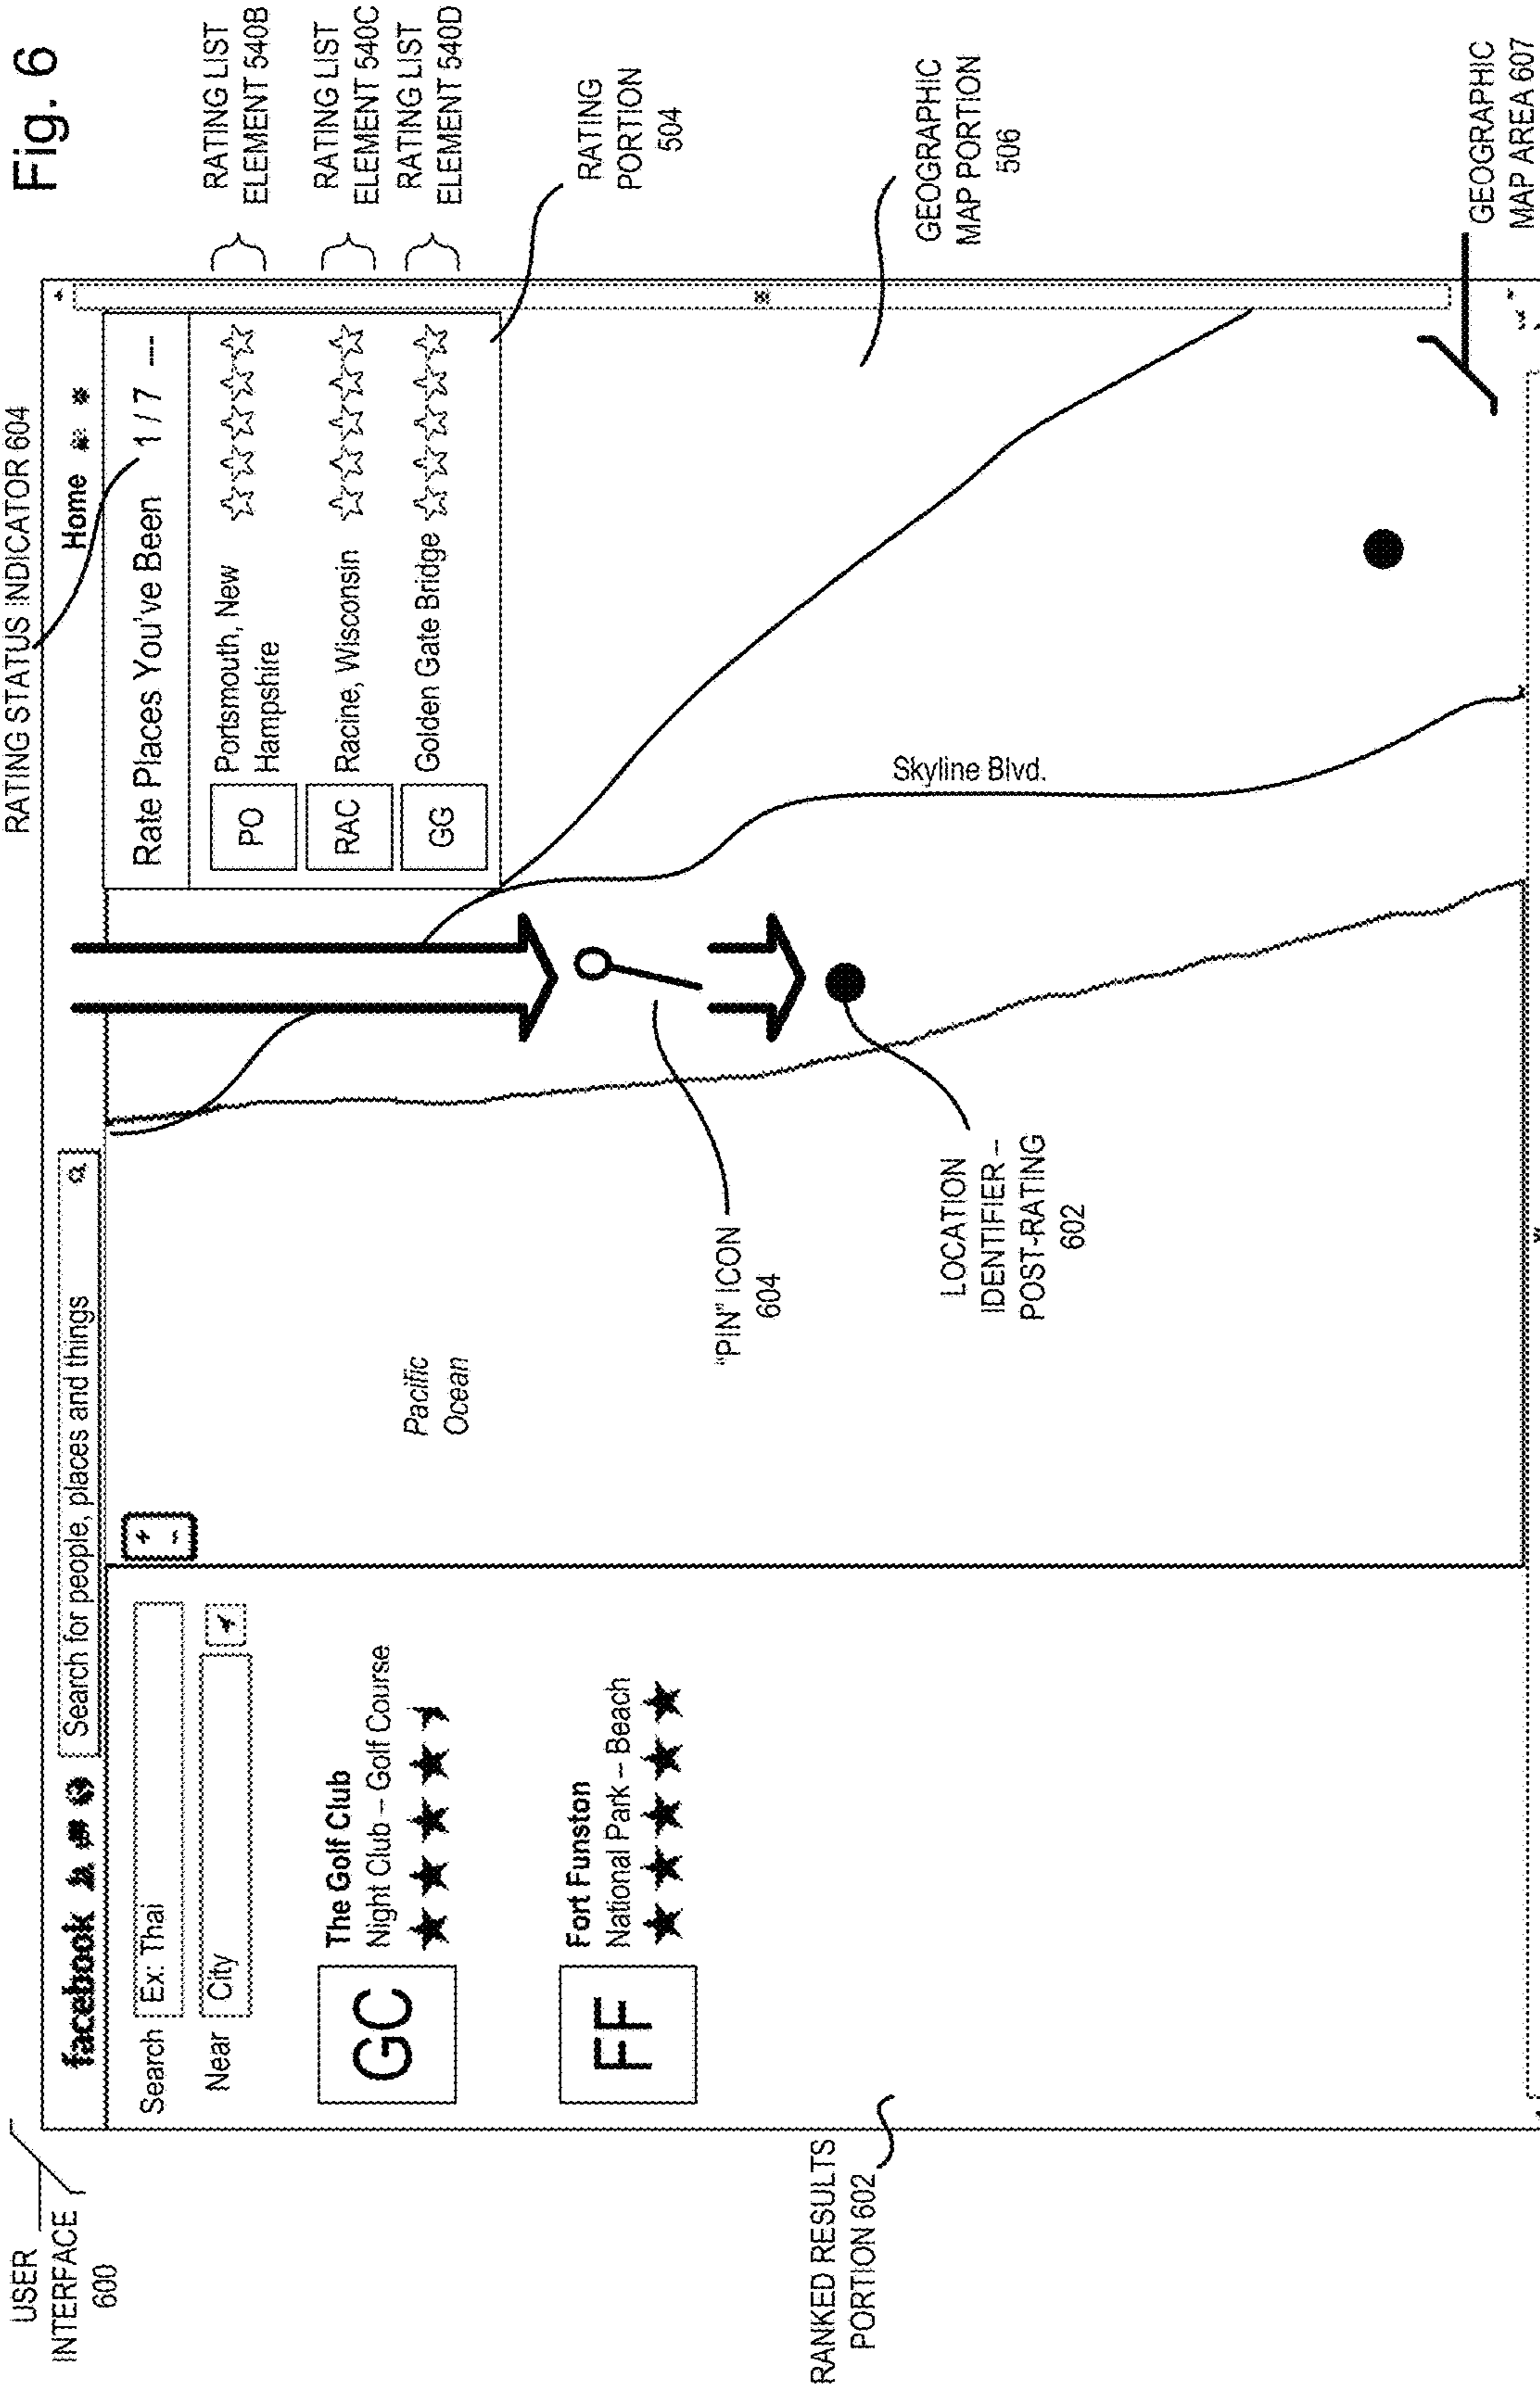 Fig. 6
USER
INTERFACE
600
RATING STATUS INDICATOR 604
facebook
Search for people, places and things
Home
Search
Ex: Thai
Near
City
GC
The Golf Club
Night Club – Golf Course
FF
Fort Funston
National Park – Beach
RANKED RESULTS
PORTION 602
+
-
Pacific
Ocean
"PIN" ICON
604
LOCATION
IDENTIFIER –
POST-RATING
602
Skyline Blvd.
Rate Places You've Been
1 / 7
PO
Portsmouth, New
Hampshire
RAC
Racine, Wisconsin
GG
Golden Gate Bridge
RATING LIST
ELEMENT 540B
RATING LIST
ELEMENT 540C
RATING LIST
ELEMENT 540D
RATING
PORTION
504
GEOGRAPHIC
MAP PORTION
506
GEOGRAPHIC
MAP AREA 607